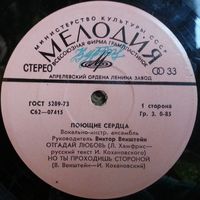 МИНИСТЕРСТВО КУЛЬТУРЫ СССР
МЕЛОДИЯ
ВСЕСОЮЗНАЯ ФИРМА ГРАМПЛАСТИНОК
СТЕРЕО
33
АПРЕЛЕВСКИЙ ОРДЕНА ЛЕНИНА ЗАВОД
ГОСТ 5289-73
1 сторона
С62—07415
Гр. 3. 0-85
ПОЮЩИЕ СЕРДЦА
Вокально-инстр. ансамбль
Руководитель Виктор Векштейн
ОТГАДАЙ ЛЮБОВЬ (Л. Хамфрис—
русский текст И. Кохановского)
НО ТЫ ПРОХОДИШЬ СТОРОНОЙ
(В. Векштейн—И. Кохановский)